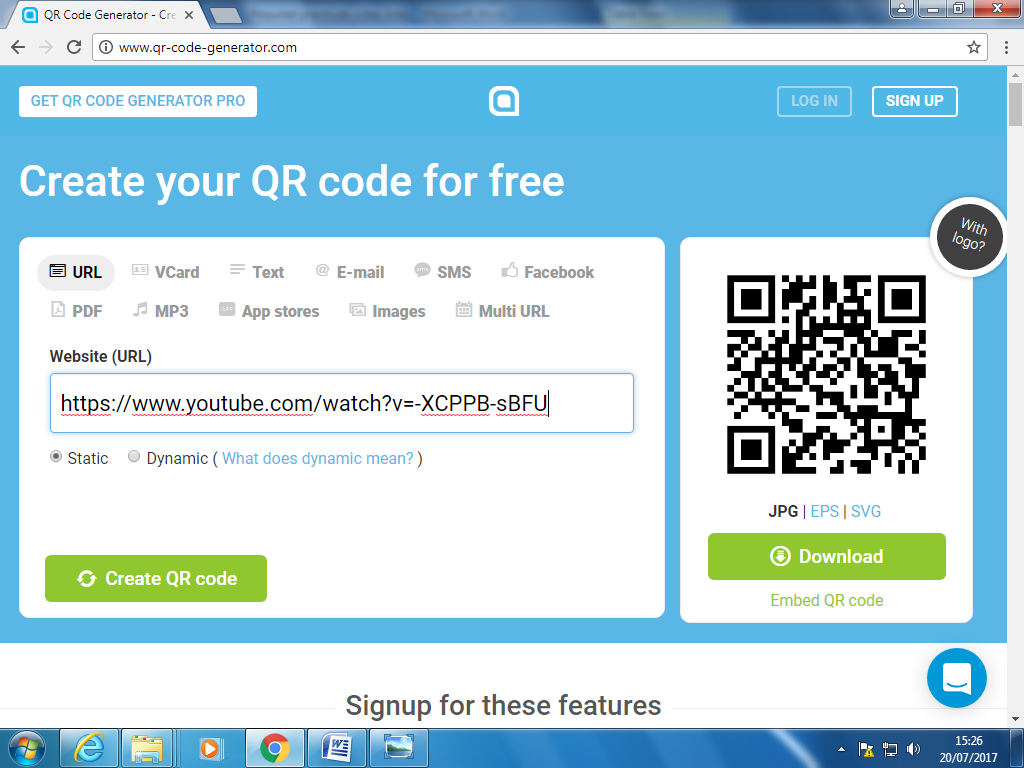 QR Code Generator - Cre
www.qr-code-generator.com
GET QR CODE GENERATOR PRO
LOG IN
SIGN UP
Create your QR code for free
With
logo?
URL VCard Text E-mail SMS Facebook
PDF MP3 App stores Images Multi URL
Website (URL)
https://www.youtube.com/watch?v=-XCPPB-sBFU
Static Dynamic ( What does dynamic mean? )
JPG | EPS | SVG
Create QR code
Download
Embed QR code
Signup for these features
15:26
20/07/2017